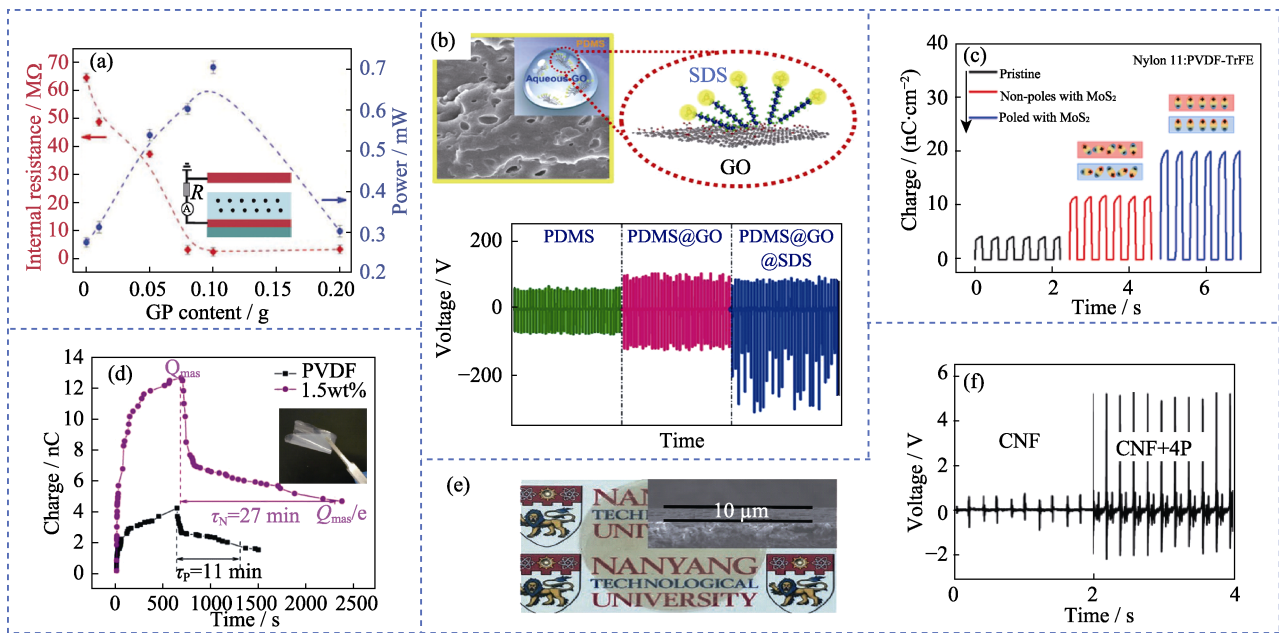 (a)
Internal resistance / MΩ
70
60
50
40
30
20
10
0
0
0.05
0.10
0.20
GP content / g
0.7
0.6
0.5
0.4
0.3
0.2
Power / mW
R
A
(b)
PDMS
Aqueous-GO
SDS
GO
PDMS
PDMS@GO
PDMS@GO
@SDS
200
0
−200
Voltage / V
Time
(c)
Nylon 11:PVDF-TrFE
Pristine
Non-poles with MoS₂
Poled with MoS₂
Charge / (nC·cm⁻²)
40
30
20
10
0
0
2
4
6
Time / s
(d)
Qmas
PVDF
1.5wt%
Charge / nC
14
12
10
8
6
4
2
0
τN=27 min
Qmas/e
τP=11 min
0
500
1000
1500
2000
2500
Time / s
(e)
10 μm
NANYANG
TECHNOLOGICAL
UNIVERSITY
NANYANG
TECHNOLOGICAL
UNIVERSITY
(f)
CNF
CNF+4P
Voltage / V
6
4
2
0
−2
0
2
4
Time / s